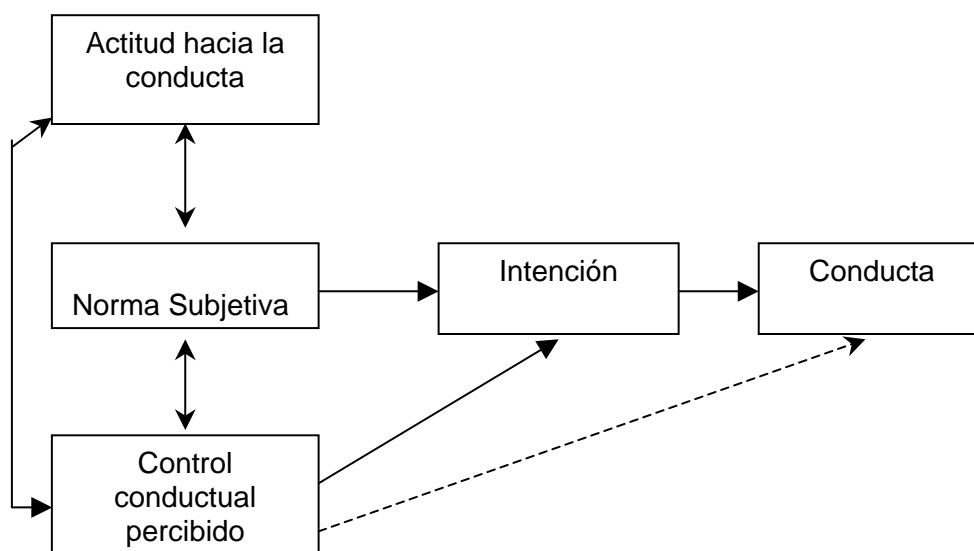 Actitud hacia la
conducta
Norma Subjetiva
Intención
Conducta
Control
conductual
percibido